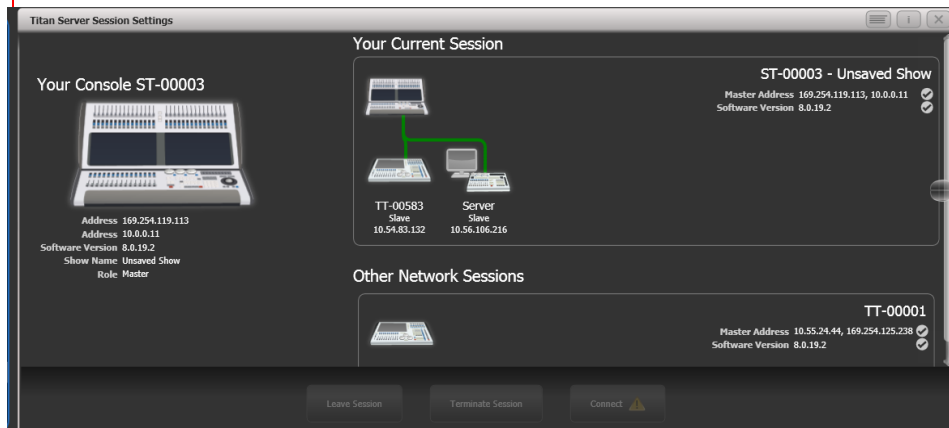 Titan Server Session Settings
i
Your Current Session
Your Console ST-00003
Address 169.254.119.113
Address 10.0.0.11
Software Version 8.0.19.2
Show Name Unsaved Show
Role Master
ST-00003 - Unsaved Show
Master Address 169.254.119.113, 10.0.0.11
Software Version 8.0.19.2
TT-00583
Slave
10.54.83.132
Server
Slave
10.56.106.216
Other Network Sessions
TT-00001
Master Address 10.55.24.44, 169.254.125.238
Software Version 8.0.19.2
Leave Session
Terminate Session
Connect